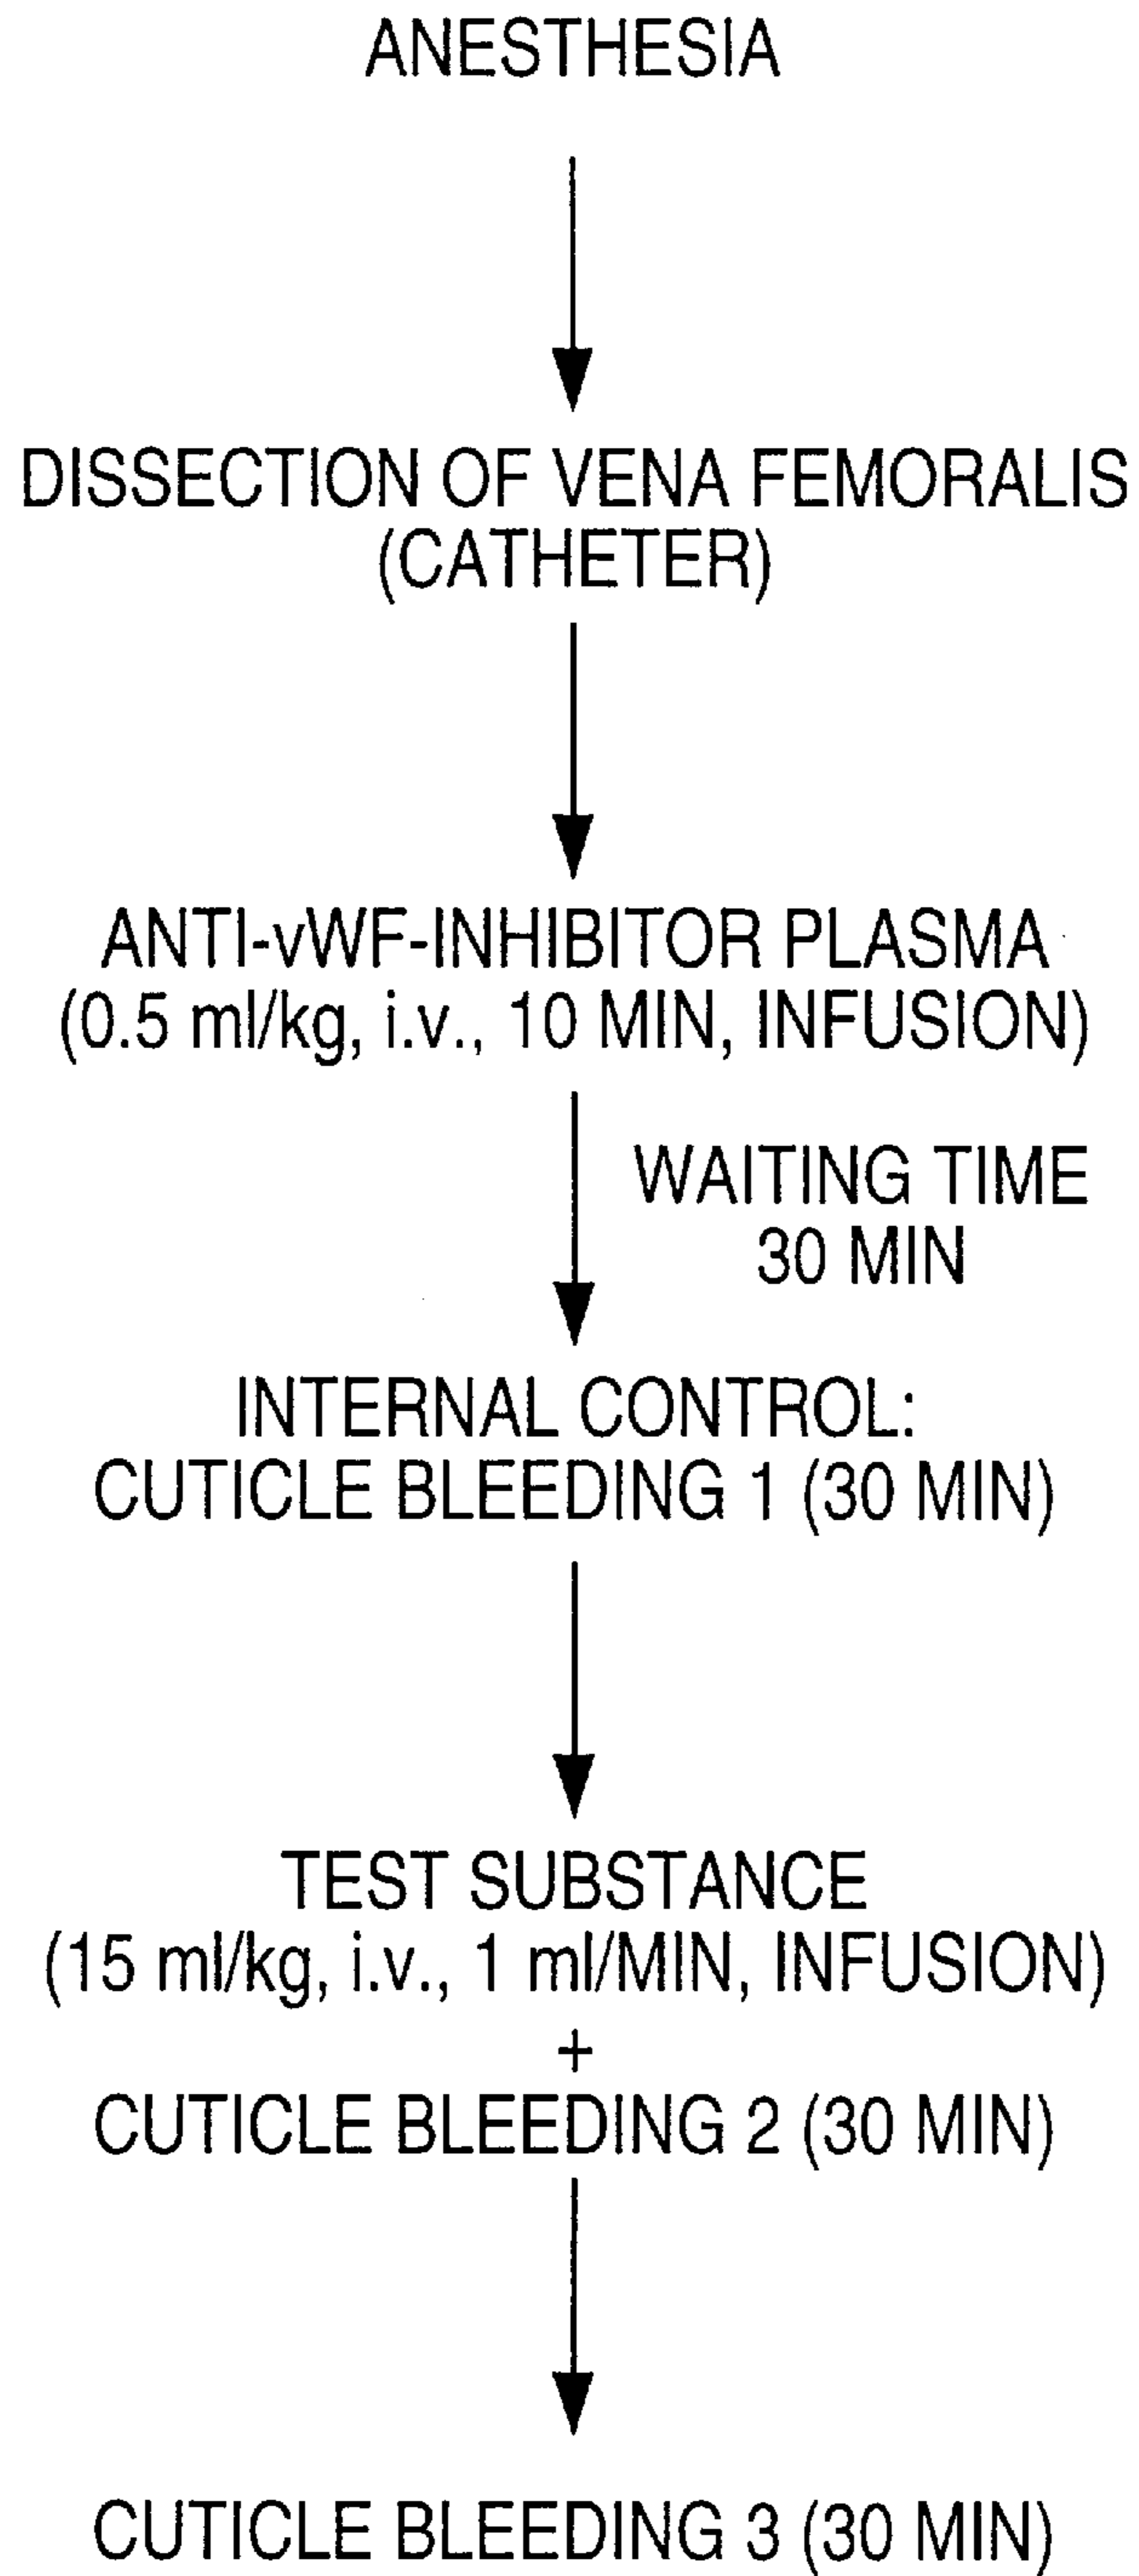 ANESTHESIA
DISSECTION OF VENA FEMORALIS
(CATHETER)
ANTI-vWF-INHIBITOR PLASMA
(0.5 ml/kg, i.v., 10 MIN, INFUSION)
WAITING TIME
30 MIN
INTERNAL CONTROL:
CUTICLE BLEEDING 1 (30 MIN)
TEST SUBSTANCE
(15 ml/kg, i.v., 1 ml/MIN, INFUSION)
+
CUTICLE BLEEDING 2 (30 MIN)
CUTICLE BLEEDING 3 (30 MIN)